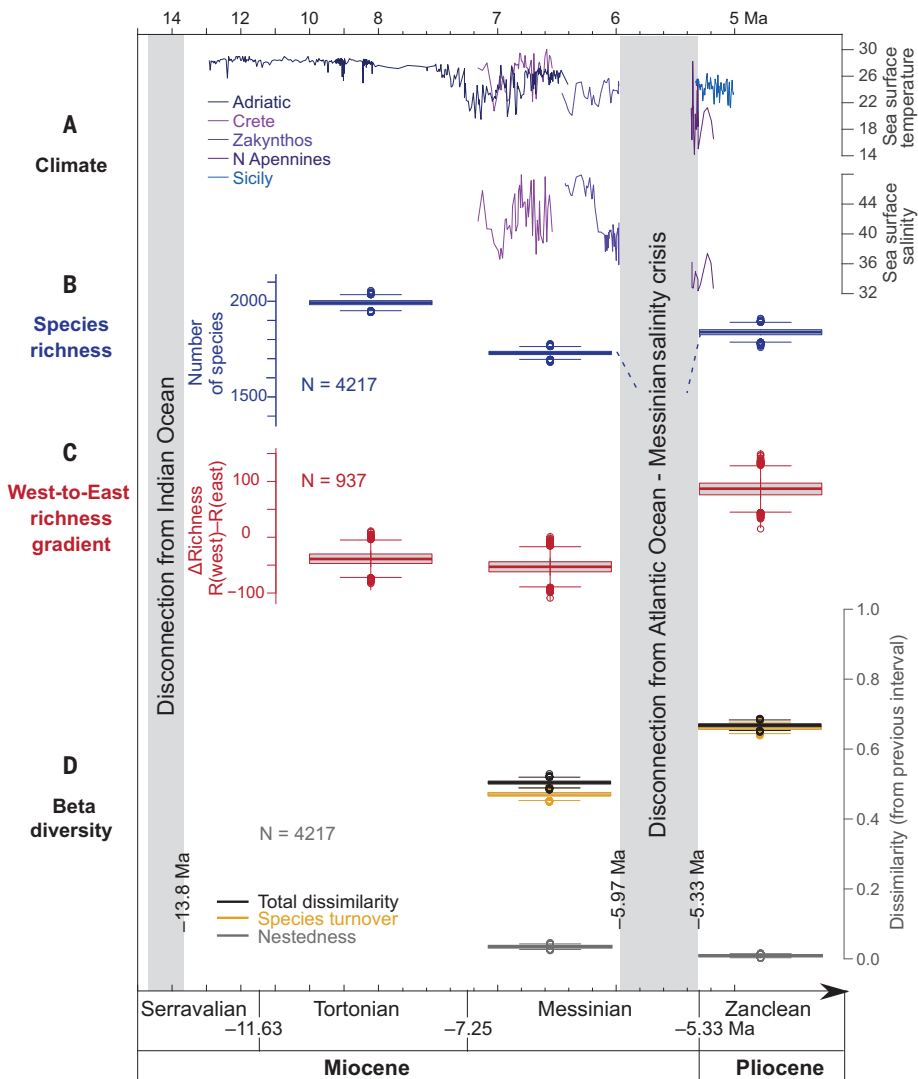 14 12 10 8 7 6 5 Ma
A
Climate
Adriatic
Crete
Zakynthos
N Apennines
Sicily
30
26
22
18
14
Sea surface
temperature
44
40
36
32
Sea surface
salinity
B
Species
richness
Number
of species
2000
1500
N = 4217
C
West-to-East
richness
gradient
ΔRichness
R(west)–R(east)
100
0
−100
N = 937
Disconnection from Indian Ocean
Disconnection from Atlantic Ocean - Messinian salinity crisis
D
Beta
diversity
N = 4217
1.0
0.8
0.6
0.4
0.2
0.0
Dissimilarity (from previous interval)
Total dissimilarity
Species turnover
Nestedness
−13.8 Ma
−5.97 Ma
−5.33 Ma
Serravalian Tortonian Messinian Zanclean
−11.63 −7.25 −5.33 Ma
Miocene Pliocene